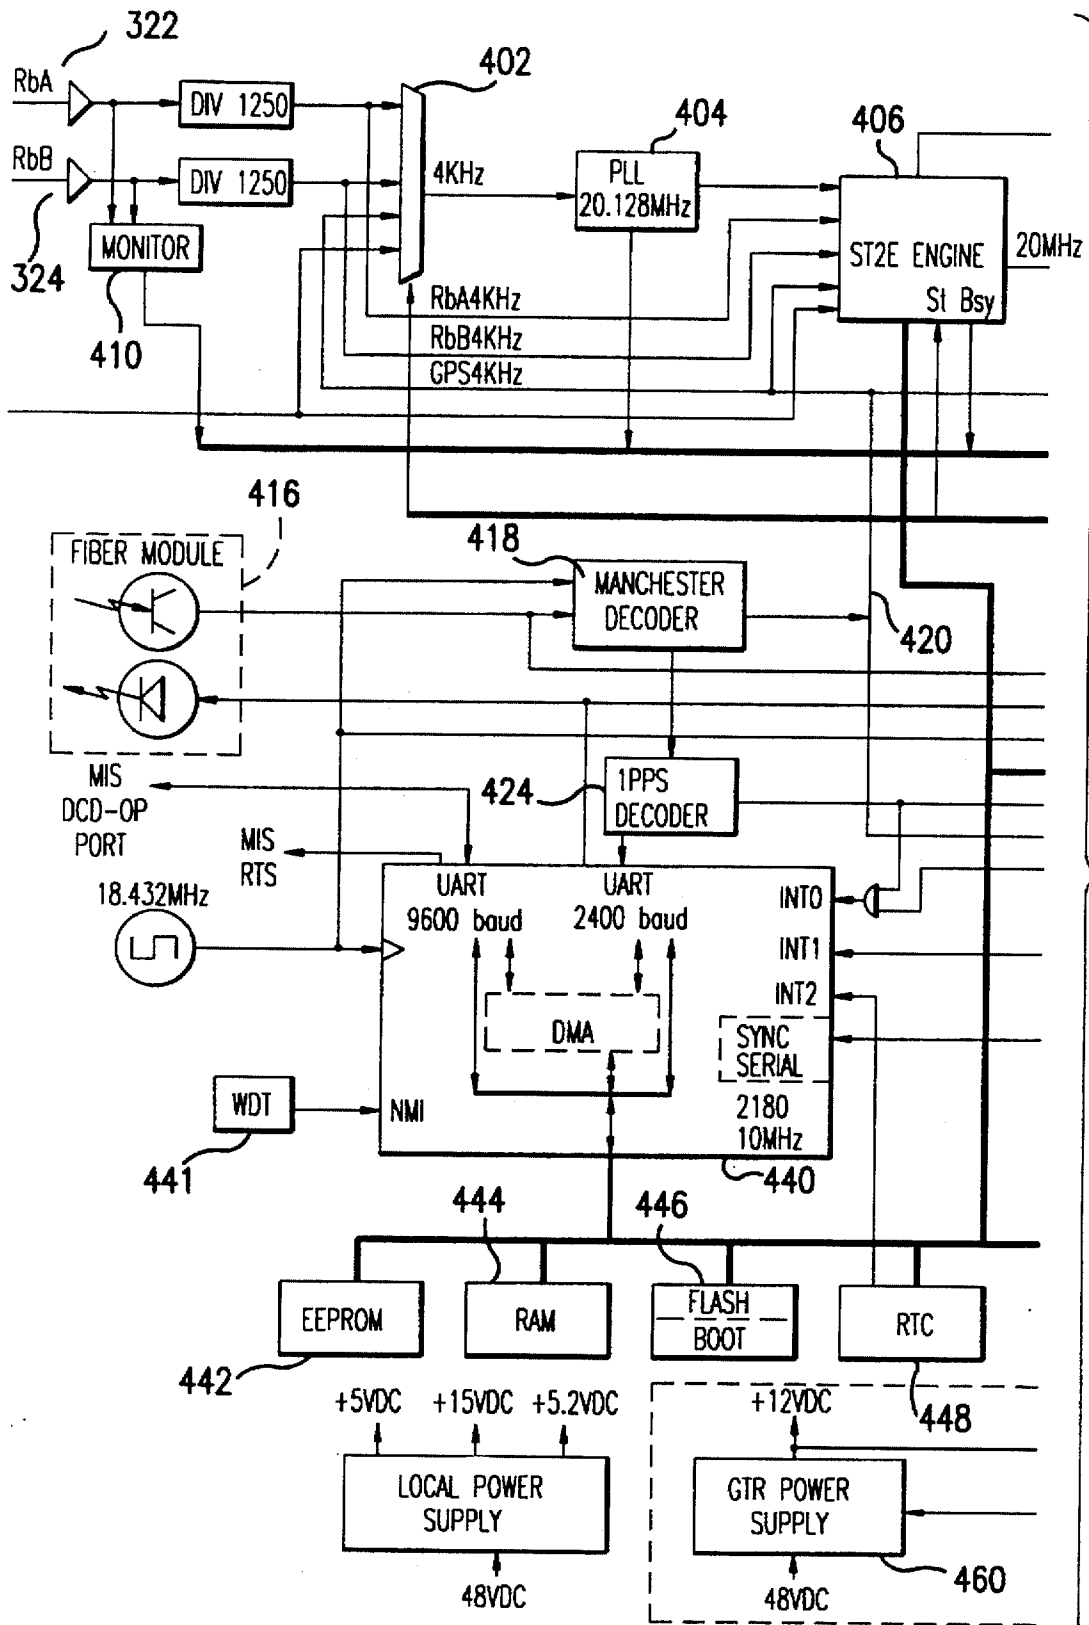 322
RbA
DIV 1250
402
404
406
RbB
DIV 1250
4KHz
PLL
20.128MHz
324
MONITOR
ST2E ENGINE
20MHz
St Bsy
410
RbA4KHz
RbB4KHz
GPS4KHz
416
FIBER MODULE
418
MANCHESTER
DECODER
420
MIS
DCD-OP
PORT
424
1PPS
DECODER
MIS
RTS
18.432MHz
UART
9600 baud
UART
2400 baud
INT0
INT1
INT2
DMA
SYNC
SERIAL
WDT
NMI
2180
10MHz
441
440
444
446
EEPROM
RAM
FLASH
BOOT
RTC
442
448
+5VDC
+15VDC
+5.2VDC
+12VDC
LOCAL POWER
SUPPLY
GTR POWER
SUPPLY
460
48VDC
48VDC